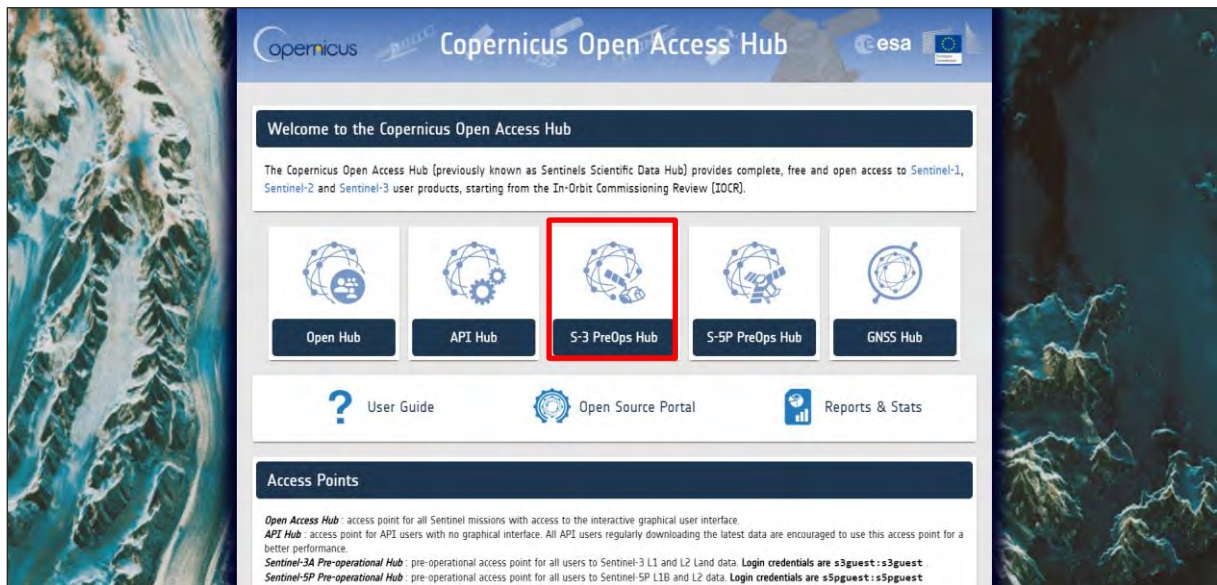 opernicus
Copernicus Open Access Hub
esa
Welcome to the Copernicus Open Access Hub
The Copernicus Open Access Hub (previously known as Sentinels Scientific Data Hub) provides complete, free and open access to Sentinel-1,
Sentinel-2 and Sentinel-3 user products, starting from the In-Orbit Commissioning Review (IOCR).
Open Hub
API Hub
S-3 PreOps Hub
S-5P PreOps Hub
GNSS Hub
? User Guide
Open Source Portal
Reports & Stats
Access Points
Open Access Hub : access point for all Sentinel missions with access to the interactive graphical user interface.
API Hub : access point for API users with no graphical interface. All API users regularly downloading the latest data are encouraged to use this access point for a
better performance.
Sentinel-3A Pre-operational Hub : pre-operational access point for all users to Sentinel-3 L1 and L2 Land data. Login credentials are s3guest:s3guest
Sentinel-5P Pre-operational Hub : pre-operational access point for all users to Sentinel-5P L1B and L2 data. Login credentials are s5pguest:s5pguest